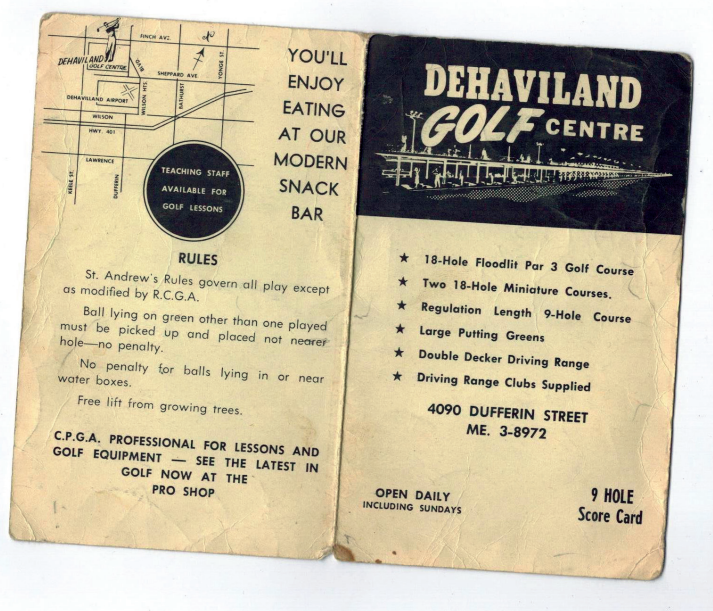 FINCH AVE.
DEHAVILAND
GOLF CENTRE
BLVD
SHEPPARD AVE
YONGE ST.
DEHAVILLAND AIRPORT
WILSON HTS.
BATHURST
WILSON
HWY. 401
LAWRENCE
KEELE ST.
DUFFERIN
YOU'LL
ENJOY
EATING
AT OUR
MODERN
SNACK
BAR
TEACHING STAFF
AVAILABLE FOR
GOLF LESSONS
RULES
St. Andrew's Rules govern all play except
as modified by R.C.G.A.
Ball lying on green other than one played
must be picked up and placed not nearer
hole—no penalty.
No penalty for balls lying in or near
water boxes.
Free lift from growing trees.
C.P.G.A. PROFESSIONAL FOR LESSONS AND
GOLF EQUIPMENT — SEE THE LATEST IN
GOLF NOW AT THE
PRO SHOP
DEHAVILAND
GOLF CENTRE
★ 18-Hole Floodlit Par 3 Golf Course
★ Two 18-Hole Miniature Courses.
★ Regulation Length 9-Hole Course
★ Large Putting Greens
★ Double Decker Driving Range
★ Driving Range Clubs Supplied
4090 DUFFERIN STREET
ME. 3-8972
OPEN DAILY
INCLUDING SUNDAYS
9 HOLE
Score Card